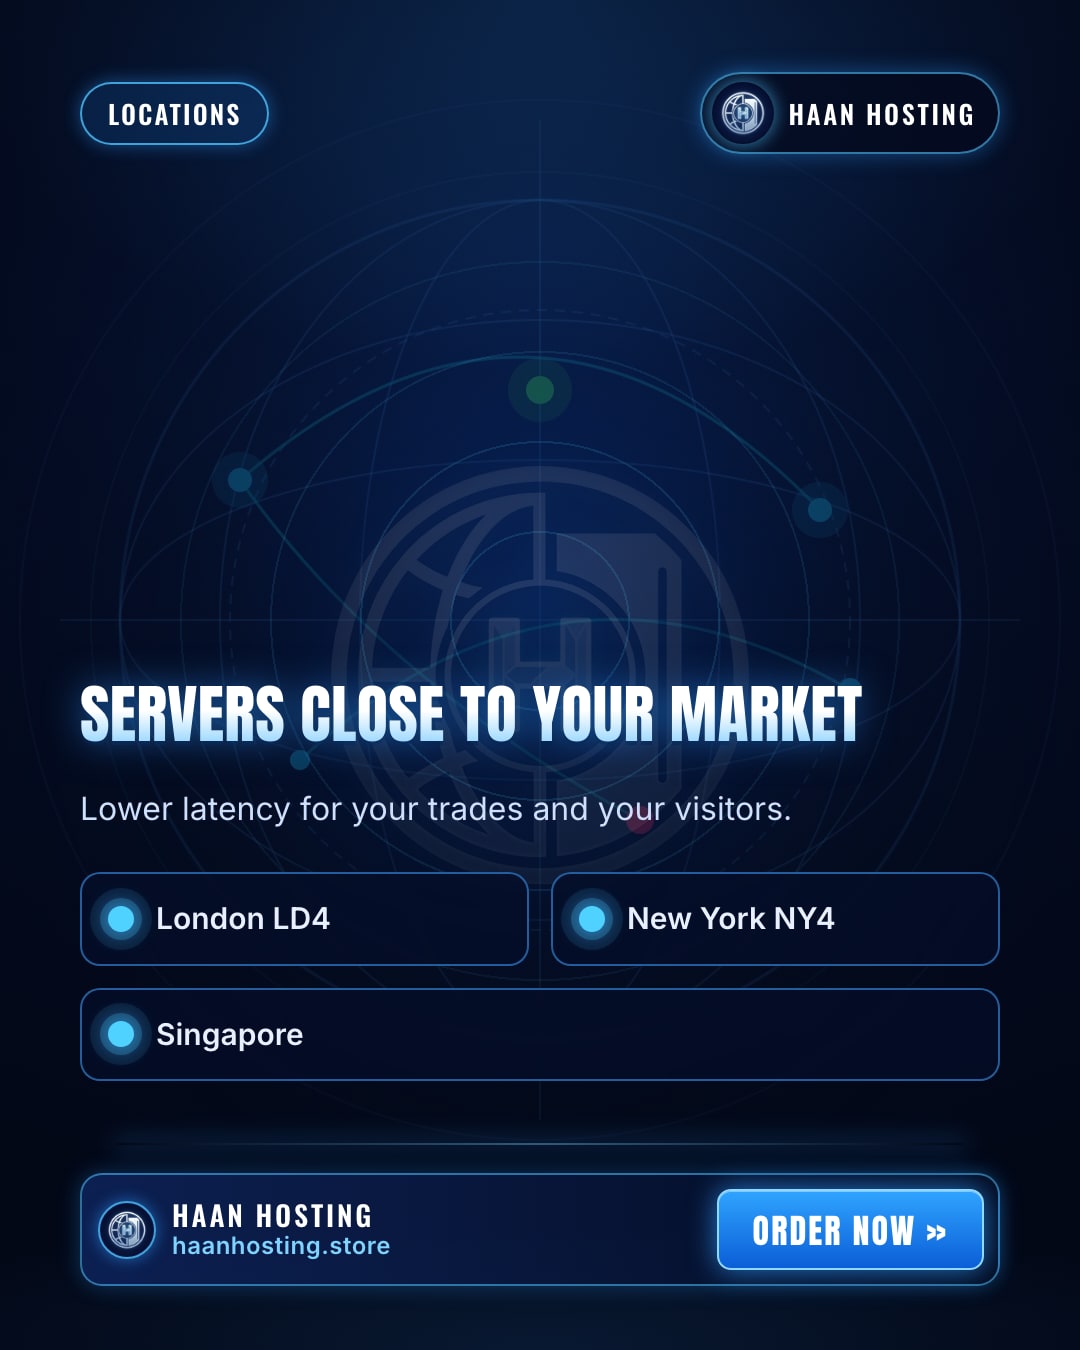 LOCATIONS
HAAN HOSTING
SERVERS CLOSE TO YOUR MARKET
Lower latency for your trades and your visitors.
London LD4
New York NY4
Singapore
HAAN HOSTING
haanhosting.store
ORDER NOW »